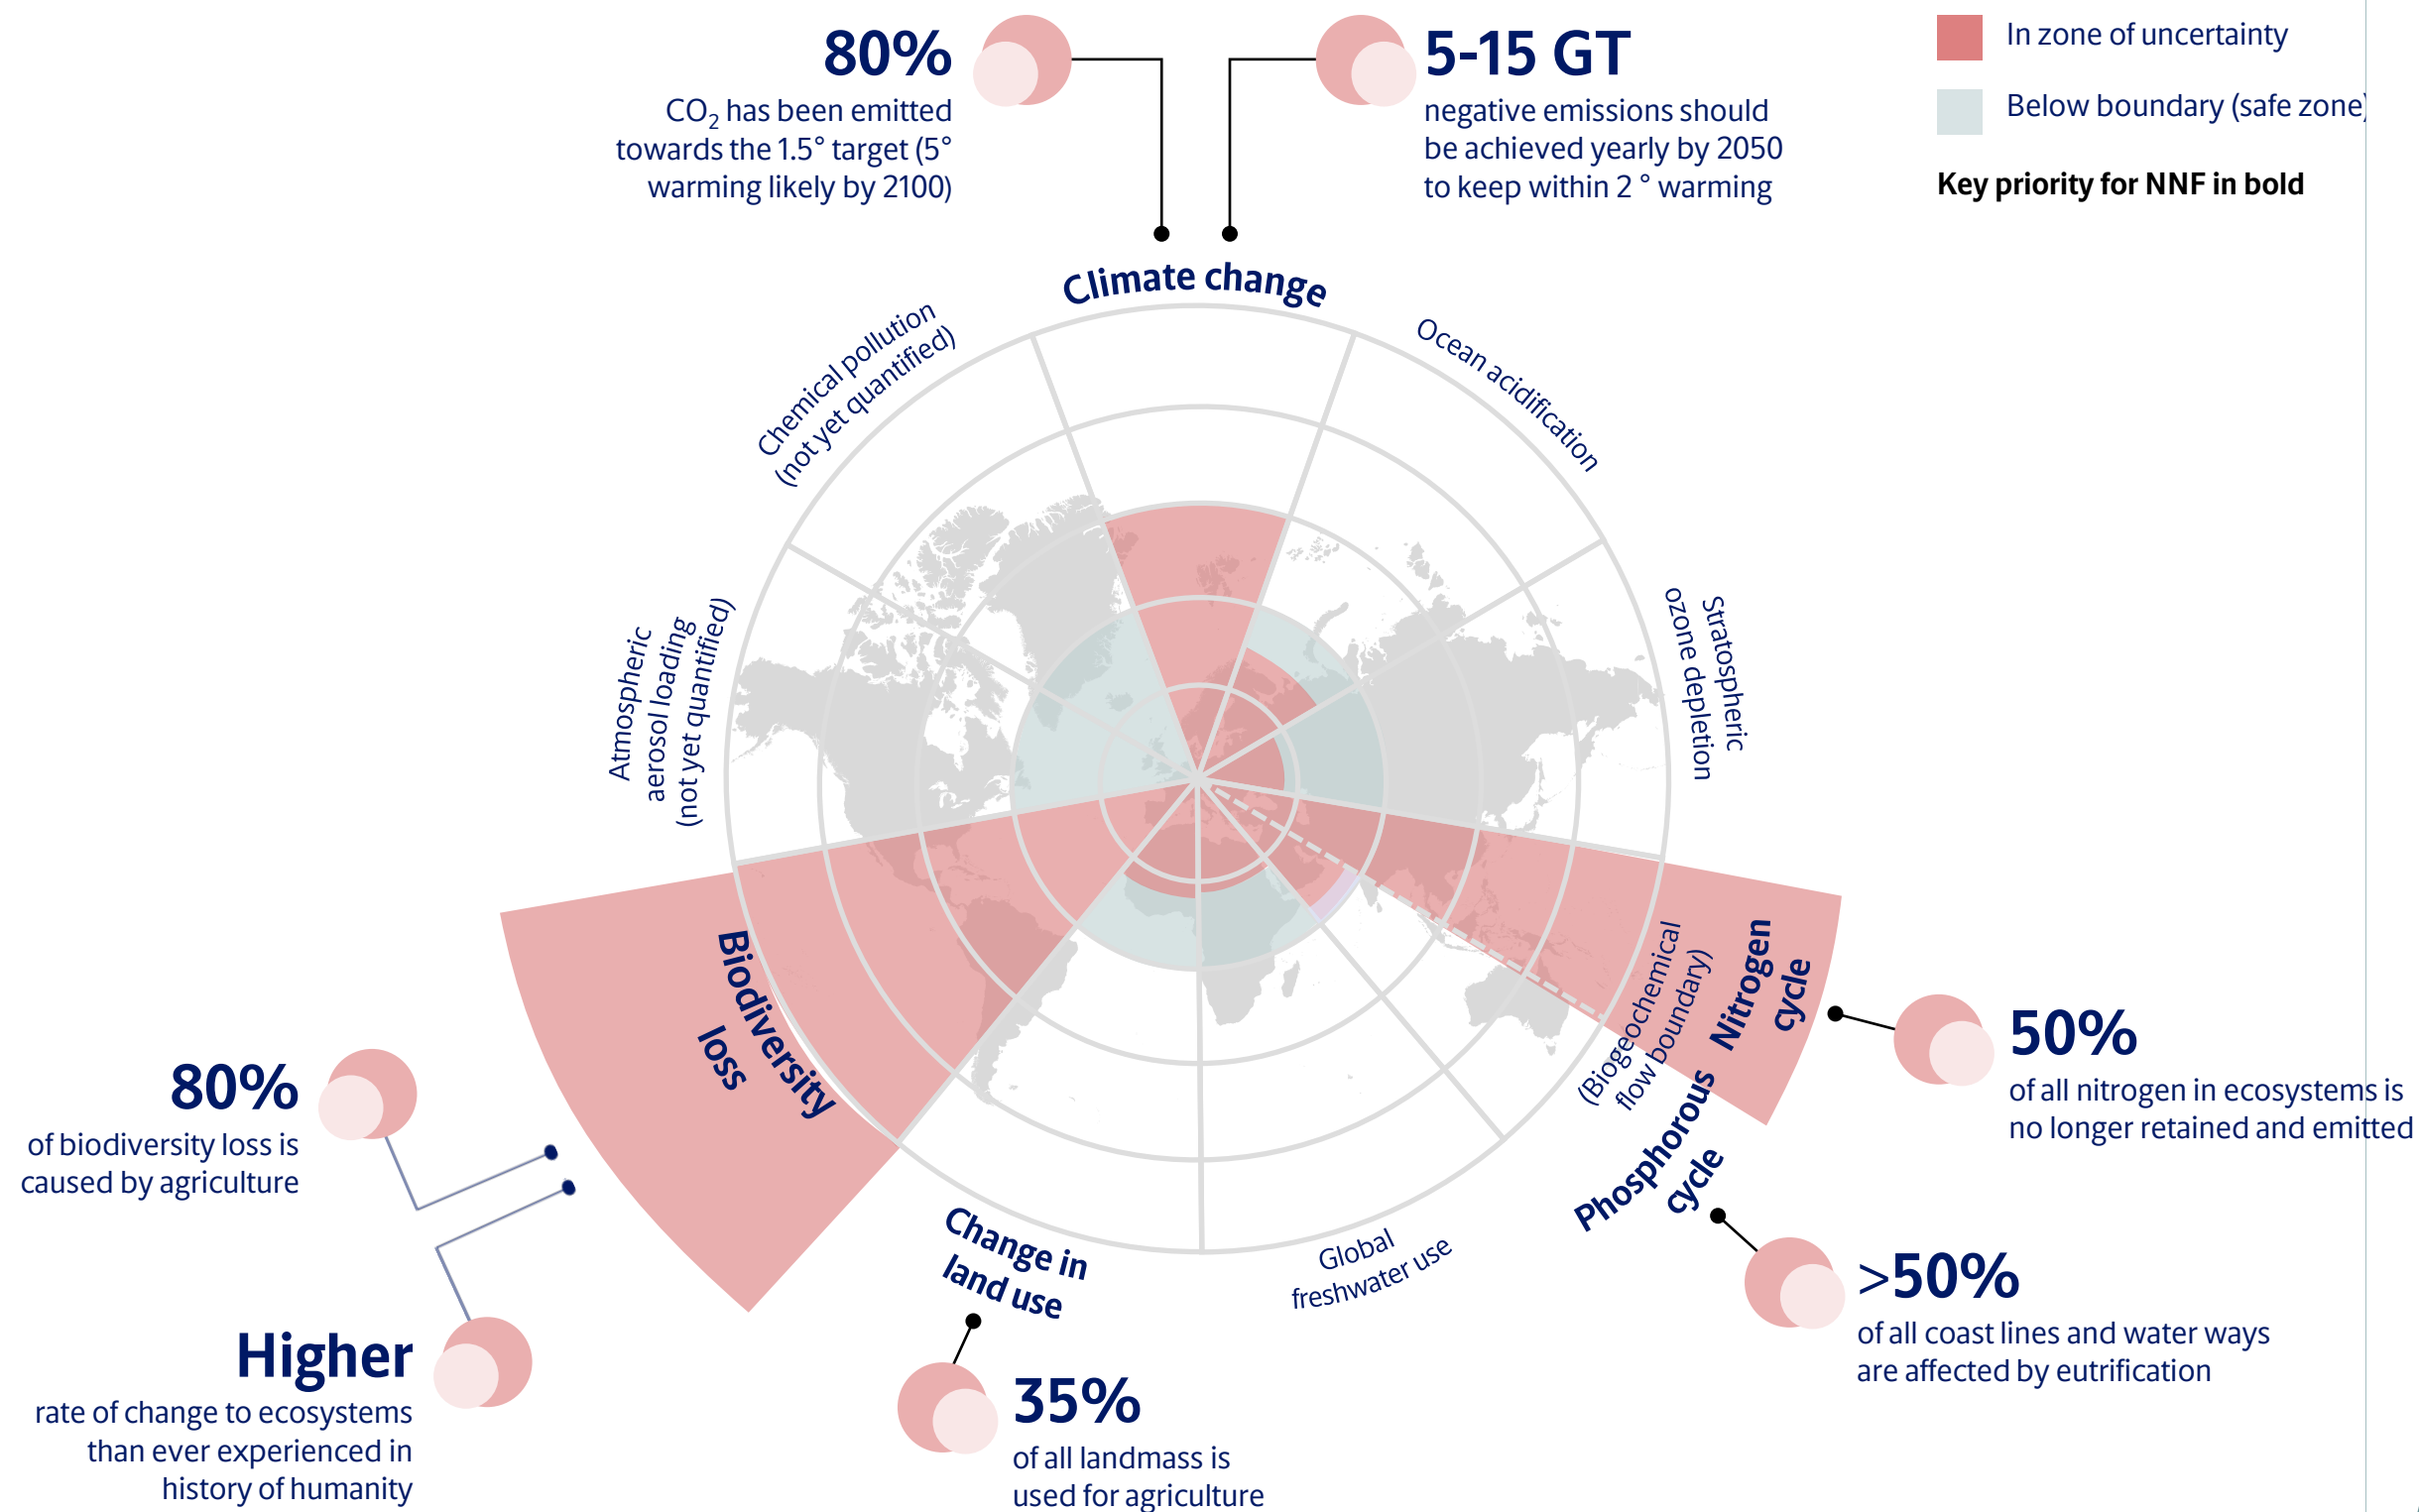 80%
CO₂ has been emitted
towards the 1.5° target (5°
warming likely by 2100)
5-15 GT
negative emissions should
be achieved yearly by 2050
to keep within 2 ° warming
In zone of uncertainty
Below boundary (safe zone)
Key priority for NNF in bold
Climate change
Chemical pollution
(not yet quantified)
Ocean acidification
Atmospheric
aerosol loading
(not yet quantified)
Stratospheric
ozone depletion
Biodiversity
loss
(Biogeochemical
flow boundary)
Nitrogen
cycle
Phosphorous
cycle
50%
of all nitrogen in ecosystems is
no longer retained and emitted
80%
of biodiversity loss is
caused by agriculture
Change in
land use
Global
freshwater use
>50%
of all coast lines and water ways
are affected by eutrification
Higher
rate of change to ecosystems
than ever experienced in
history of humanity
35%
of all landmass is
used for agriculture